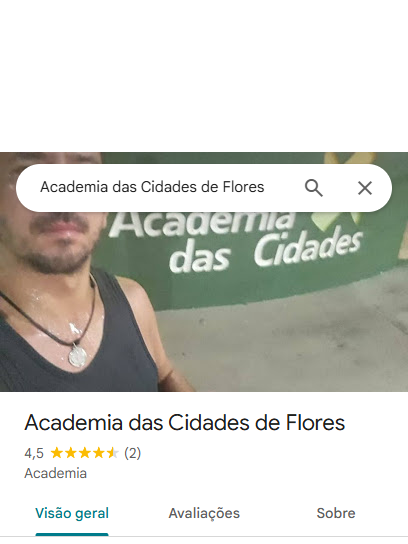 Academia das Cidades de Flores
Academia
das Cidades
Academia das Cidades de Flores
4,5 (2)
Academia
Visão geral
Avaliações
Sobre